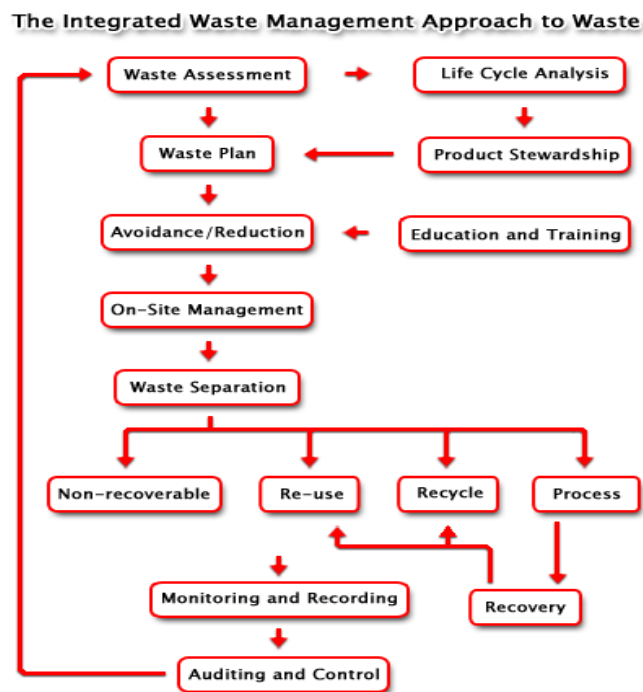 The Integrated Waste Management Approach to Waste
Waste Assessment
Life Cycle Analysis
Waste Plan
Product Stewardship
Avoidance/Reduction
Education and Training
On-Site Management
Waste Separation
Non-recoverable
Re-use
Recycle
Process
Monitoring and Recording
Recovery
Auditing and Control